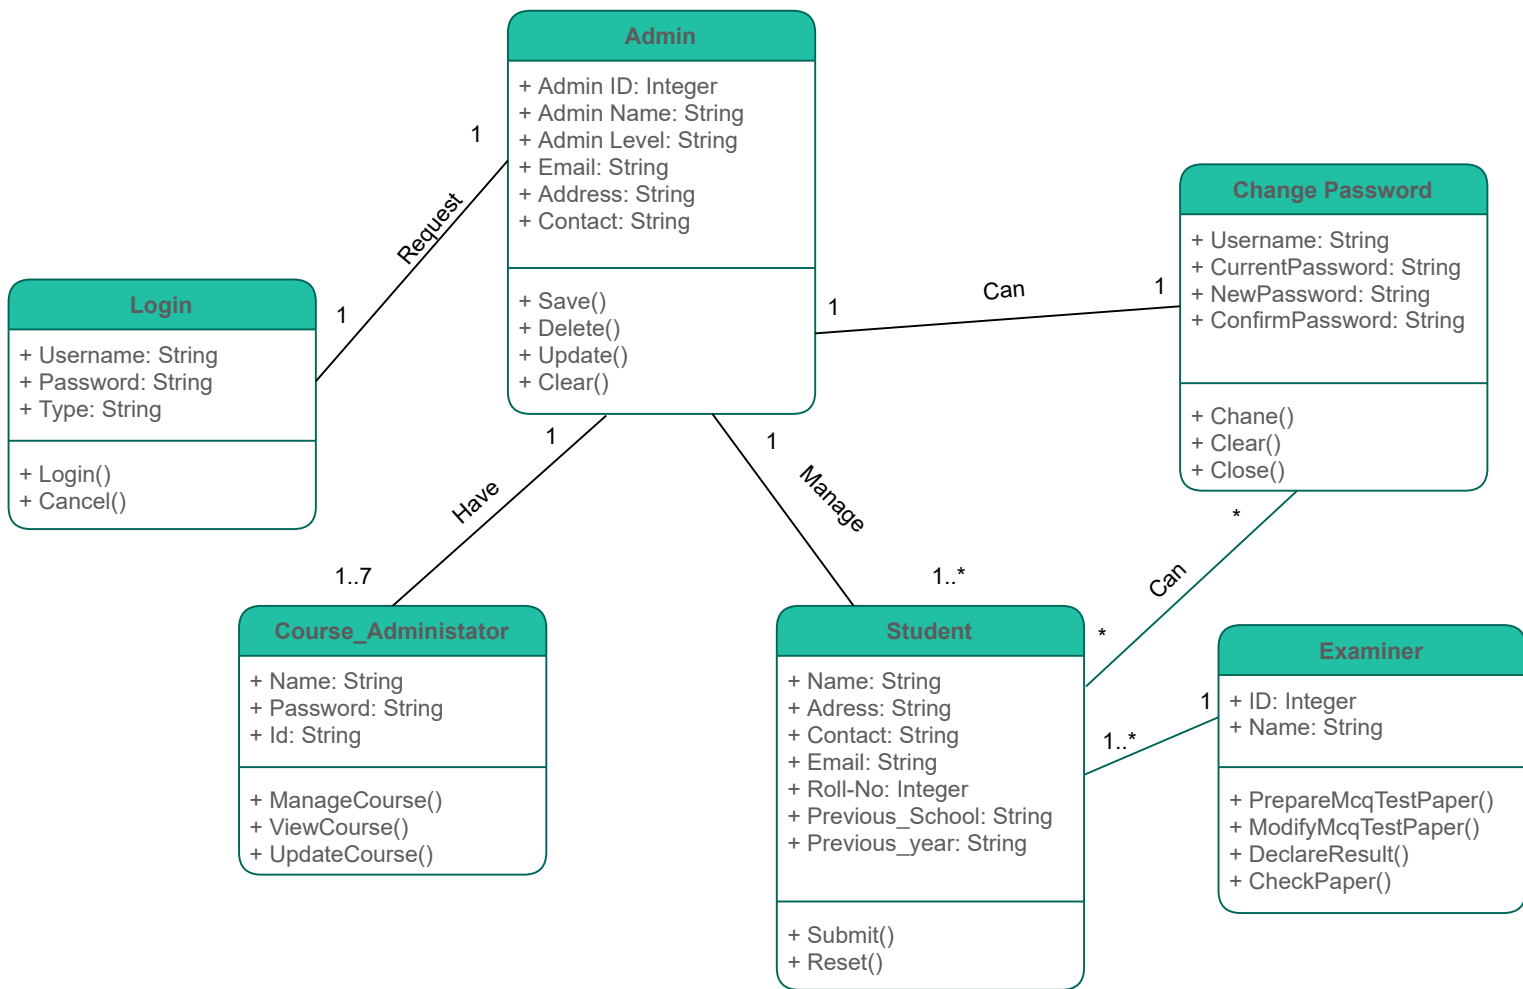 Admin
+ Admin ID: Integer
+ Admin Name: String
+ Admin Level: String
+ Email: String
+ Address: String
+ Contact: String
+ Save()
+ Delete()
+ Update()
+ Clear()
1
Request
1
Login
+ Username: String
+ Password: String
+ Type: String
+ Login()
+ Cancel()
1
Can
1
Change Password
+ Username: String
+ CurrentPassword: String
+ NewPassword: String
+ ConfirmPassword: String
+ Chane()
+ Clear()
+ Close()
1
Have
1..7
Course_Administator
+ Name: String
+ Password: String
+ Id: String
+ ManageCourse()
+ ViewCourse()
+ UpdateCourse()
1
Manage
1..*
Student
+ Name: String
+ Adress: String
+ Contact: String
+ Email: String
+ Roll-No: Integer
+ Previous_School: String
+ Previous_year: String
+ Submit()
+ Reset()
*
Can
*
1
1..*
Examiner
+ ID: Integer
+ Name: String
+ PrepareMcqTestPaper()
+ ModifyMcqTestPaper()
+ DeclareResult()
+ CheckPaper()